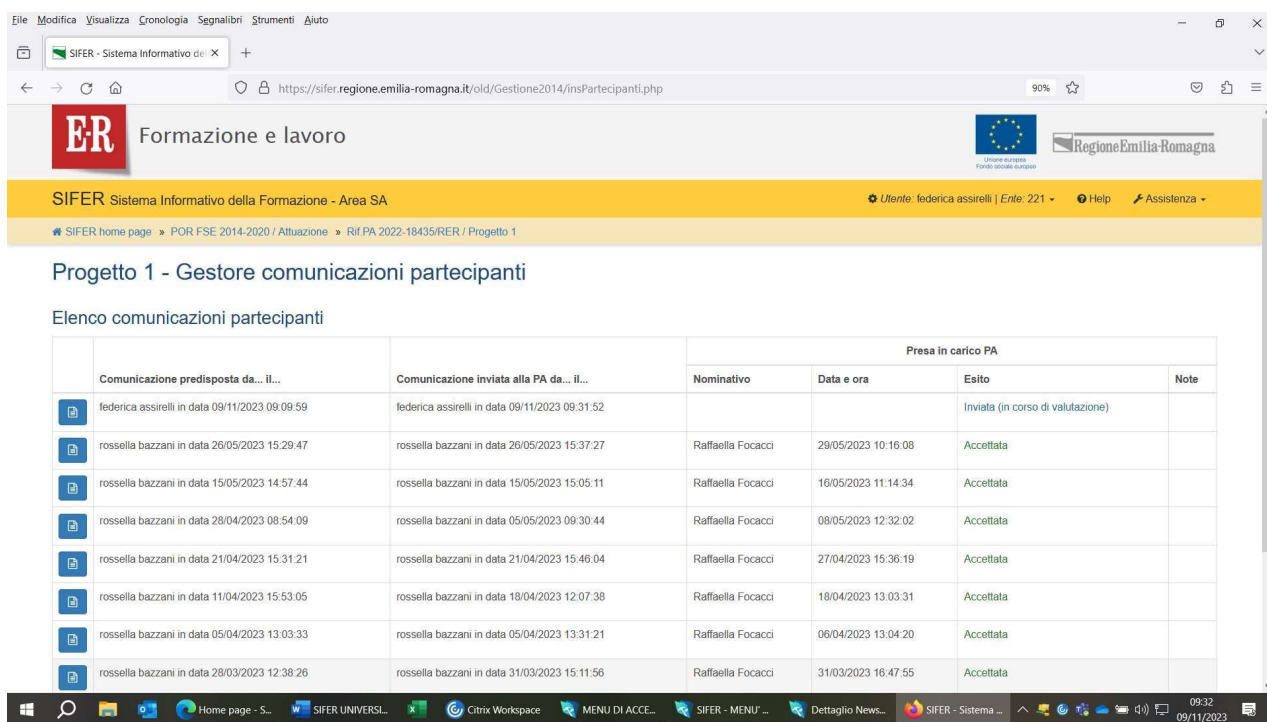 File Modifica Visualizza Cronologia Segnalibri Strumenti Aiuto
SIFER - Sistema Informativo del
https://sifer.regione.emilia-romagna.it/old/Gestione2014/insPartecipanti.php 90%
E-R Formazione e lavoro
Unione europea
Fondo sociale europeo
RegioneEmilia-Romagna
SIFER Sistema Informativo della Formazione - Area SA Utente: federica assirelli | Ente: 221 Help Assistenza
SIFER home page » POR FSE 2014-2020 / Attuazione » Rif.PA 2022-18435/RER / Progetto 1
Progetto 1 - Gestore comunicazioni partecipanti
Elenco comunicazioni partecipanti
Presa in carico PA
Comunicazione predisposta da... il... Comunicazione inviata alla PA da... il... Nominativo Data e ora Esito Note
federica assirelli in data 09/11/2023 09:09:59 federica assirelli in data 09/11/2023 09:31:52 Inviata (in corso di valutazione)
rossella bazzani in data 26/05/2023 15:29:47 rossella bazzani in data 26/05/2023 15:37:27 Raffaella Focacci 29/05/2023 10:16:08 Accettata
rossella bazzani in data 15/05/2023 14:57:44 rossella bazzani in data 15/05/2023 15:05:11 Raffaella Focacci 16/05/2023 11:14:34 Accettata
rossella bazzani in data 28/04/2023 08:54:09 rossella bazzani in data 05/05/2023 09:30:44 Raffaella Focacci 08/05/2023 12:32:02 Accettata
rossella bazzani in data 21/04/2023 15:31:21 rossella bazzani in data 21/04/2023 15:46:04 Raffaella Focacci 27/04/2023 15:36:19 Accettata
rossella bazzani in data 11/04/2023 15:53:05 rossella bazzani in data 18/04/2023 12:07:38 Raffaella Focacci 18/04/2023 13:03:31 Accettata
rossella bazzani in data 05/04/2023 13:03:33 rossella bazzani in data 05/04/2023 13:31:21 Raffaella Focacci 06/04/2023 13:04:20 Accettata
rossella bazzani in data 28/03/2023 12:38:26 rossella bazzani in data 31/03/2023 15:11:56 Raffaella Focacci 31/03/2023 16:47:55 Accettata
Home page - S... SIFER UNIVERSI... Citrix Workspace MENU DI ACCE... SIFER - MENU' ... Dettaglio News... SIFER - Sistema ... 09:32
09/11/2023